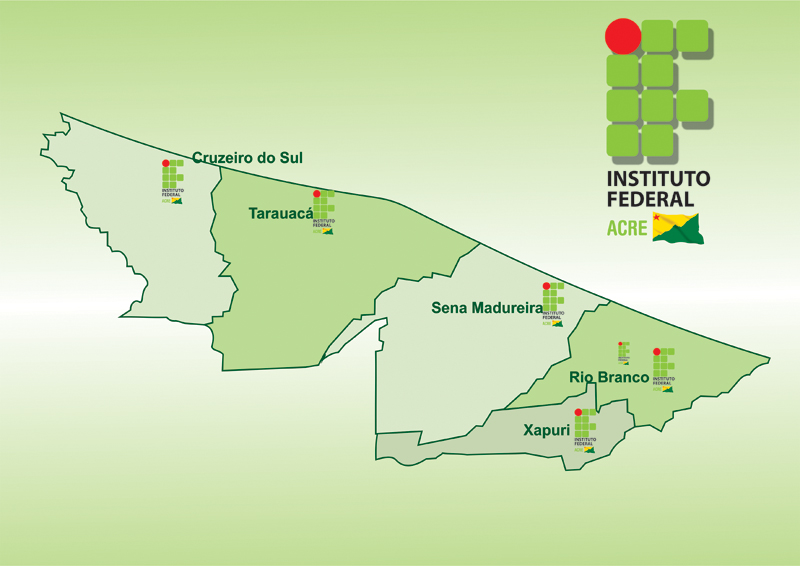 INSTITUTO
FEDERAL
ACRE
Cruzeiro do Sul
INSTITUTO
FEDERAL
ACRE
Tarauacá
INSTITUTO
FEDERAL
ACRE
Sena Madureira
INSTITUTO
FEDERAL
ACRE
Rio Branco
INSTITUTO
FEDERAL
ACRE
Xapuri
INSTITUTO
FEDERAL
ACRE